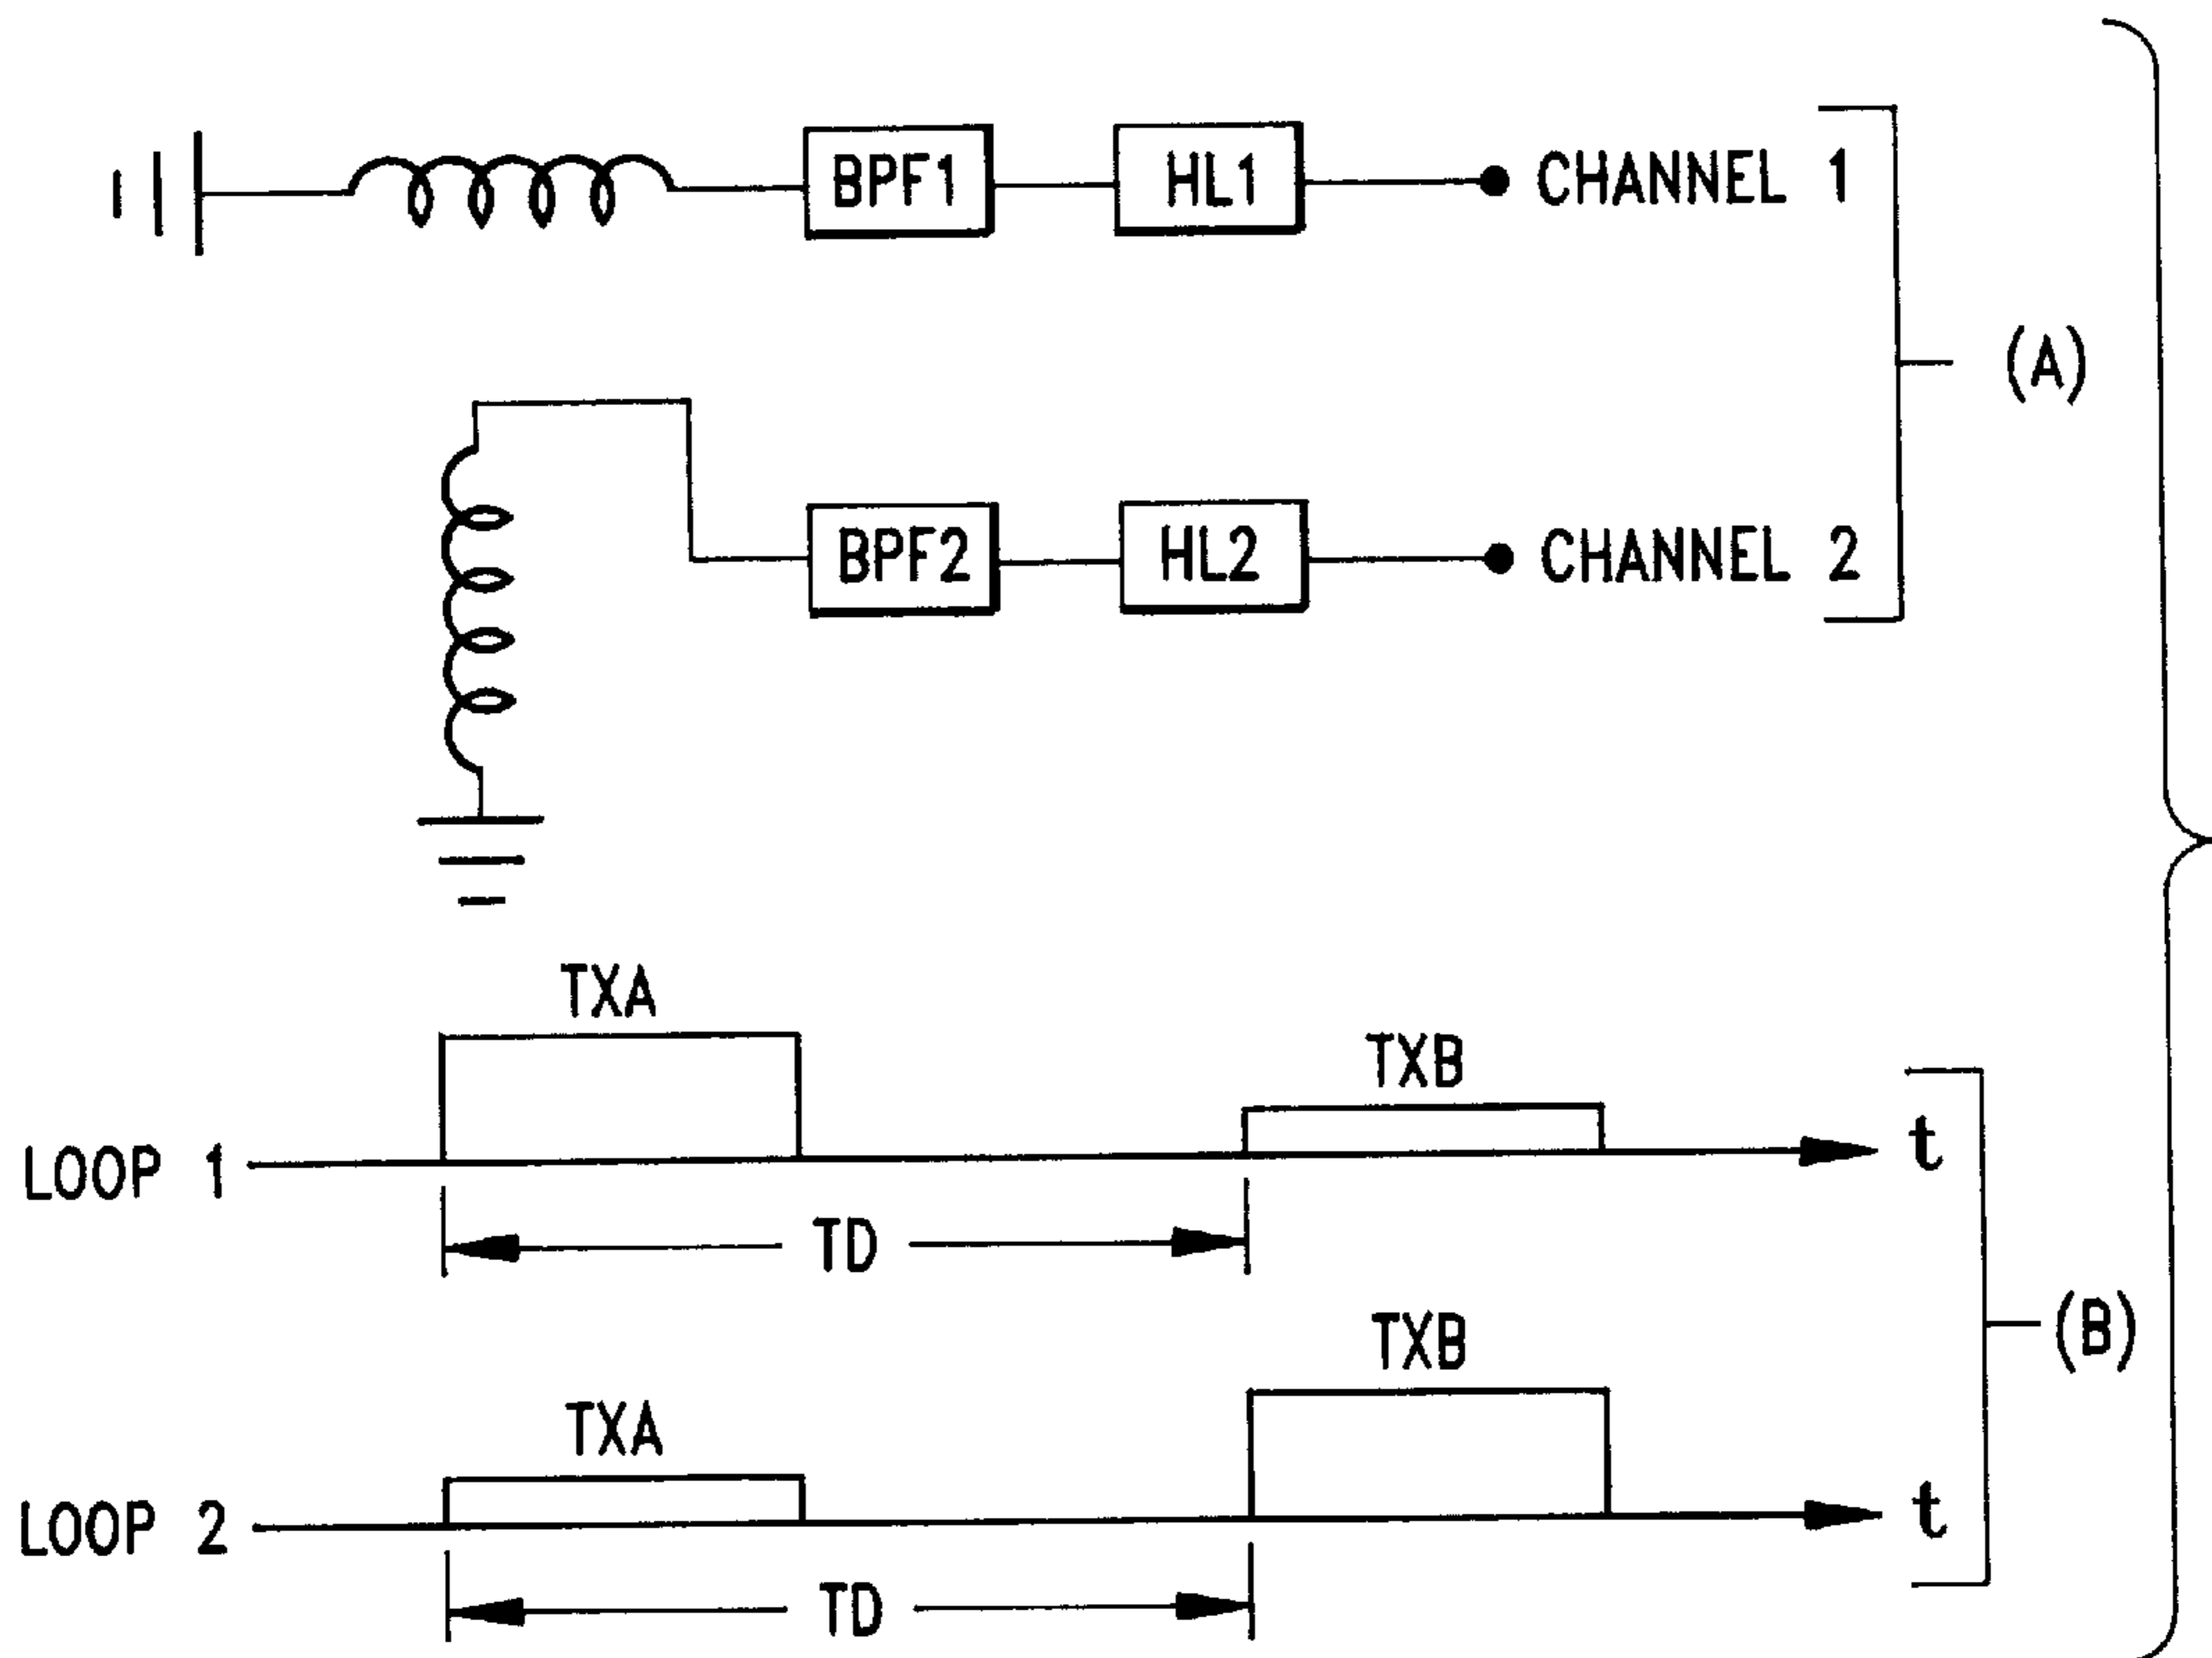 BPF1
HL1
CHANNEL 1
(A)
BPF2
HL2
CHANNEL 2
TXA
TXB
LOOP 1
t
TD
(B)
TXB
TXA
LOOP 2
t
TD